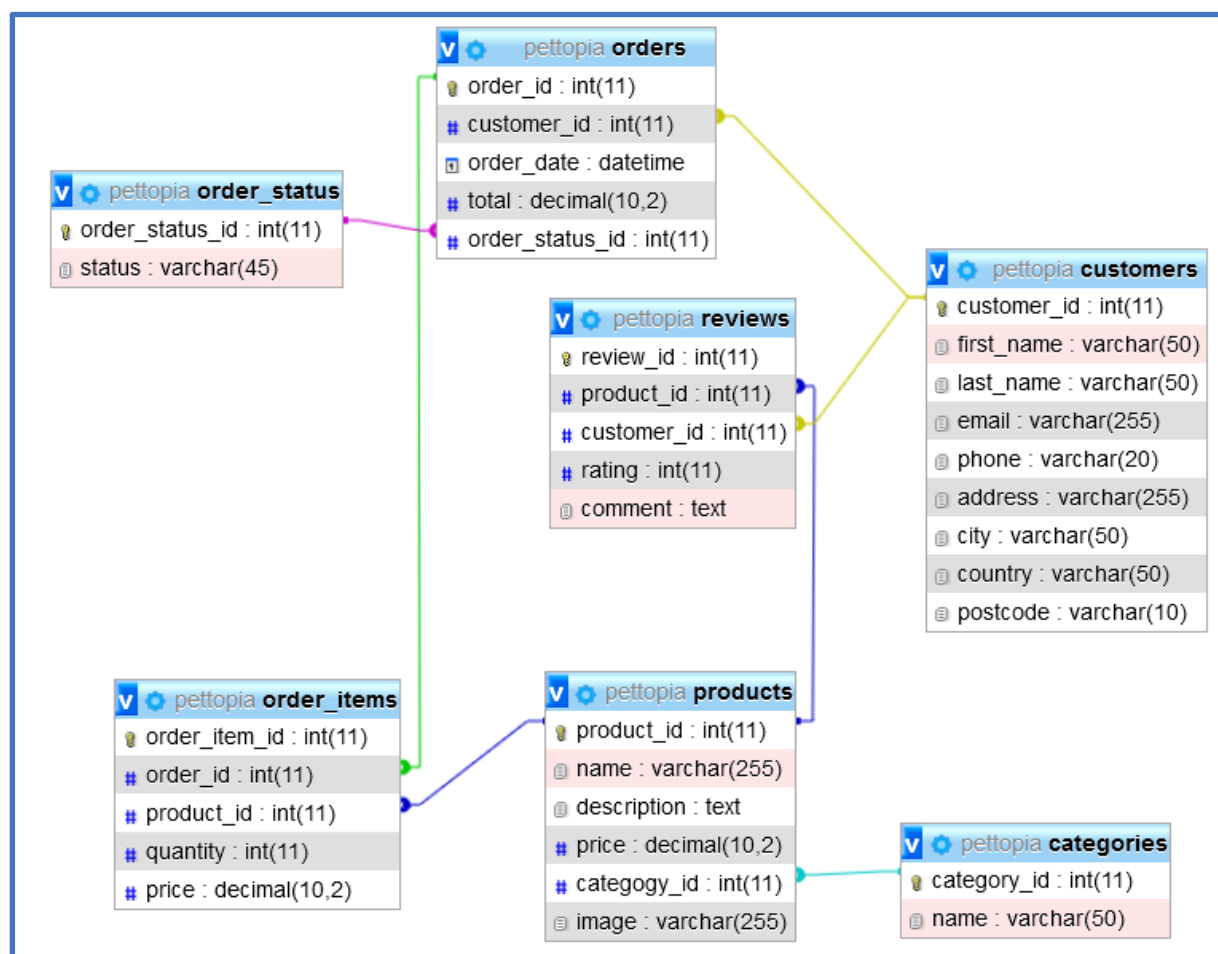 pettopia orders
order_id : int(11)
customer_id : int(11)
order_date : datetime
total : decimal(10,2)
order_status_id : int(11)
pettopia order_status
order_status_id : int(11)
status : varchar(45)
pettopia customers
customer_id : int(11)
first_name : varchar(50)
last_name : varchar(50)
email : varchar(255)
phone : varchar(20)
address : varchar(255)
city : varchar(50)
country : varchar(50)
postcode : varchar(10)
pettopia reviews
review_id : int(11)
product_id : int(11)
customer_id : int(11)
rating : int(11)
comment : text
pettopia order_items
order_item_id : int(11)
order_id : int(11)
product_id : int(11)
quantity : int(11)
price : decimal(10,2)
pettopia products
product_id : int(11)
name : varchar(255)
description : text
price : decimal(10,2)
categogy_id : int(11)
image : varchar(255)
pettopia categories
category_id : int(11)
name : varchar(50)